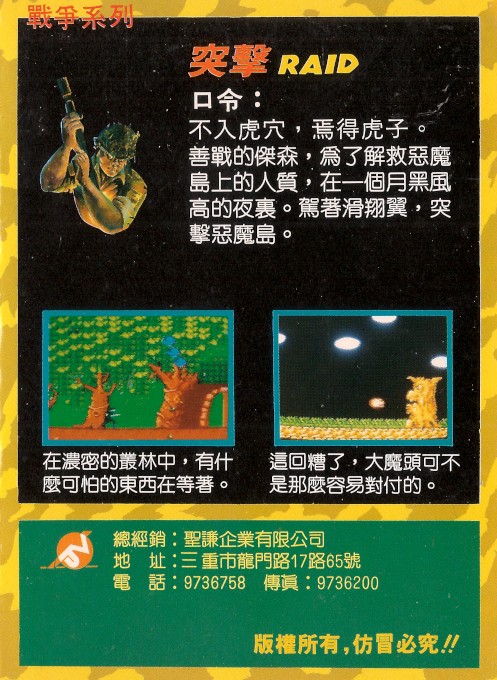 戰爭系列
突擊 RAID
口令：
不入虎穴，焉得虎子。
善戰的傑森，為了解救惡魔
島上的人質，在一個月黑風
高的夜裏。駕著滑翔翼，突
擊惡魔島。
在濃密的叢林中，有什
麼可怕的東西在等著。
這回糟了，大魔頭可不
是那麼容易對付的。
總經銷：聖謙企業有限公司
地　址：三重市龍門路17路65號
電　話：9736758　傳眞：9736200
版權所有，仿冒必究!!